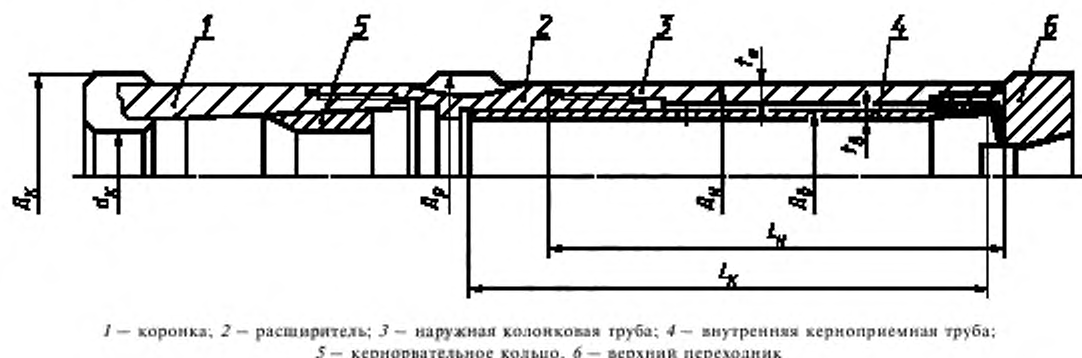 1 5 2 3 4 6
tв
tв
Dк dк Dр Dн Dв
Lн
Lк
1 — коронка; 2 — расширитель; 3 — наружная колонковая труба; 4 — внутренняя керноприемная труба;
5 — кернорвательное кольцо, 6 — верхний переходник